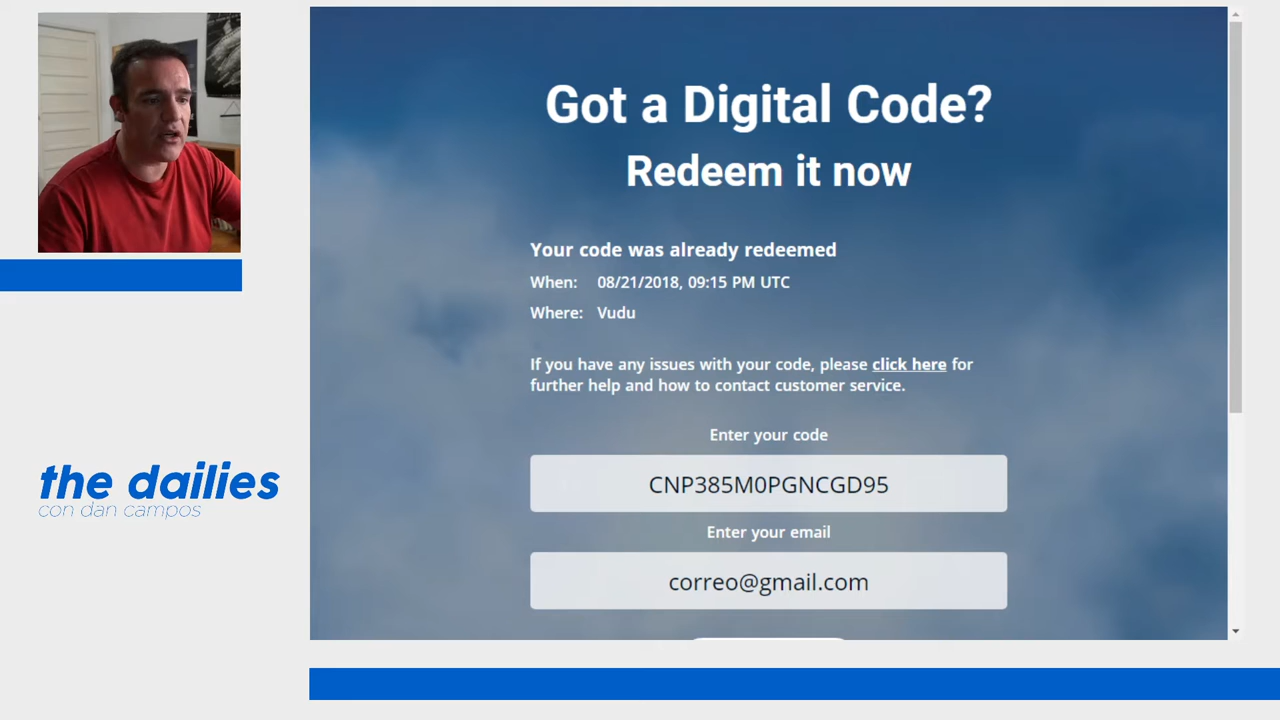 Got a Digital Code?
Redeem it now
Your code was already redeemed
When: 08/21/2018, 09:15 PM UTC
Where: Vudu
If you have any issues with your code, please click here for
further help and how to contact customer service.
Enter your code
CNP385M0PGNCGD95
Enter your email
correo@gmail.com
the dailies
con dan campos